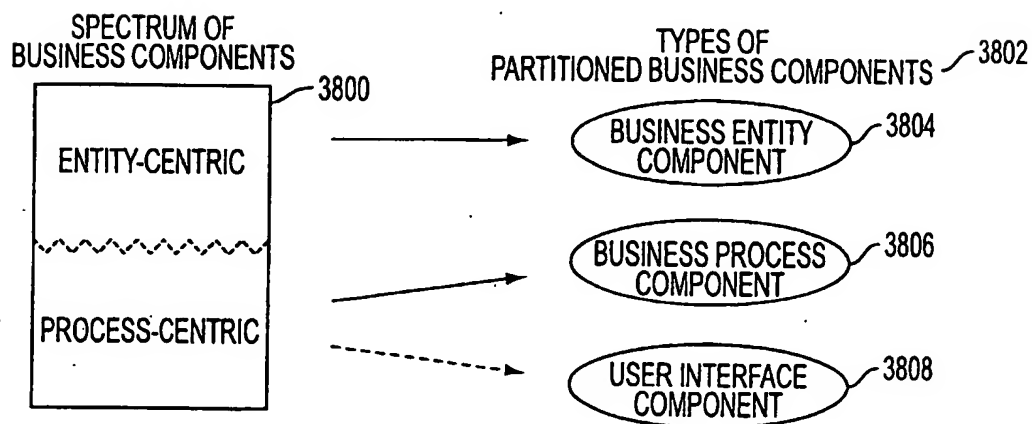 SPECTRUM OF
BUSINESS COMPONENTS
3800
ENTITY-CENTRIC
PROCESS-CENTRIC
TYPES OF
PARTITIONED BUSINESS COMPONENTS
3802
BUSINESS ENTITY
COMPONENT
3804
BUSINESS PROCESS
COMPONENT
3806
USER INTERFACE
COMPONENT
3808